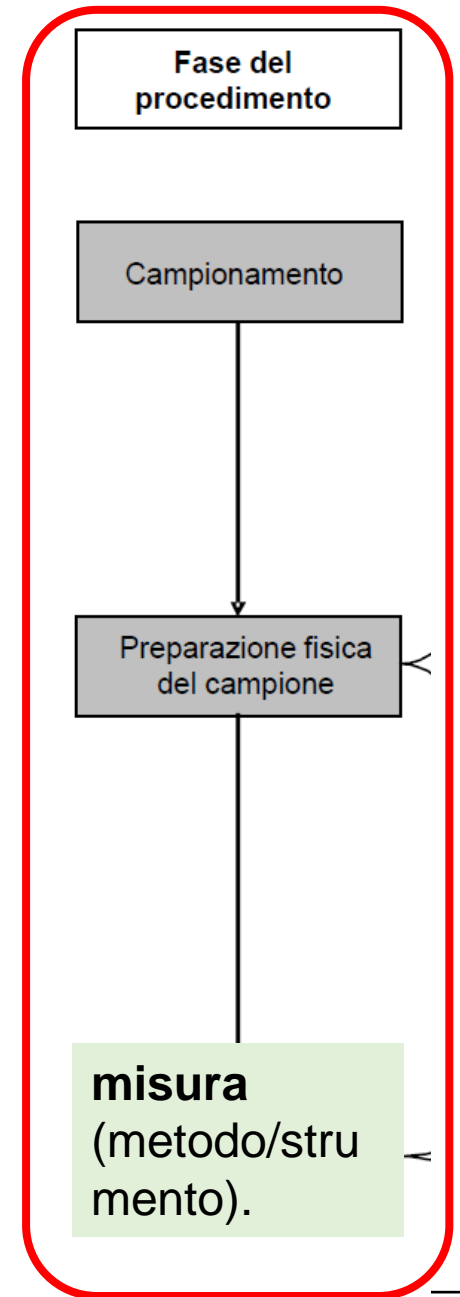 Fase del
procedimento
Campionamento
Preparazione fisica
del campione
misura
(metodo/stru
mento).